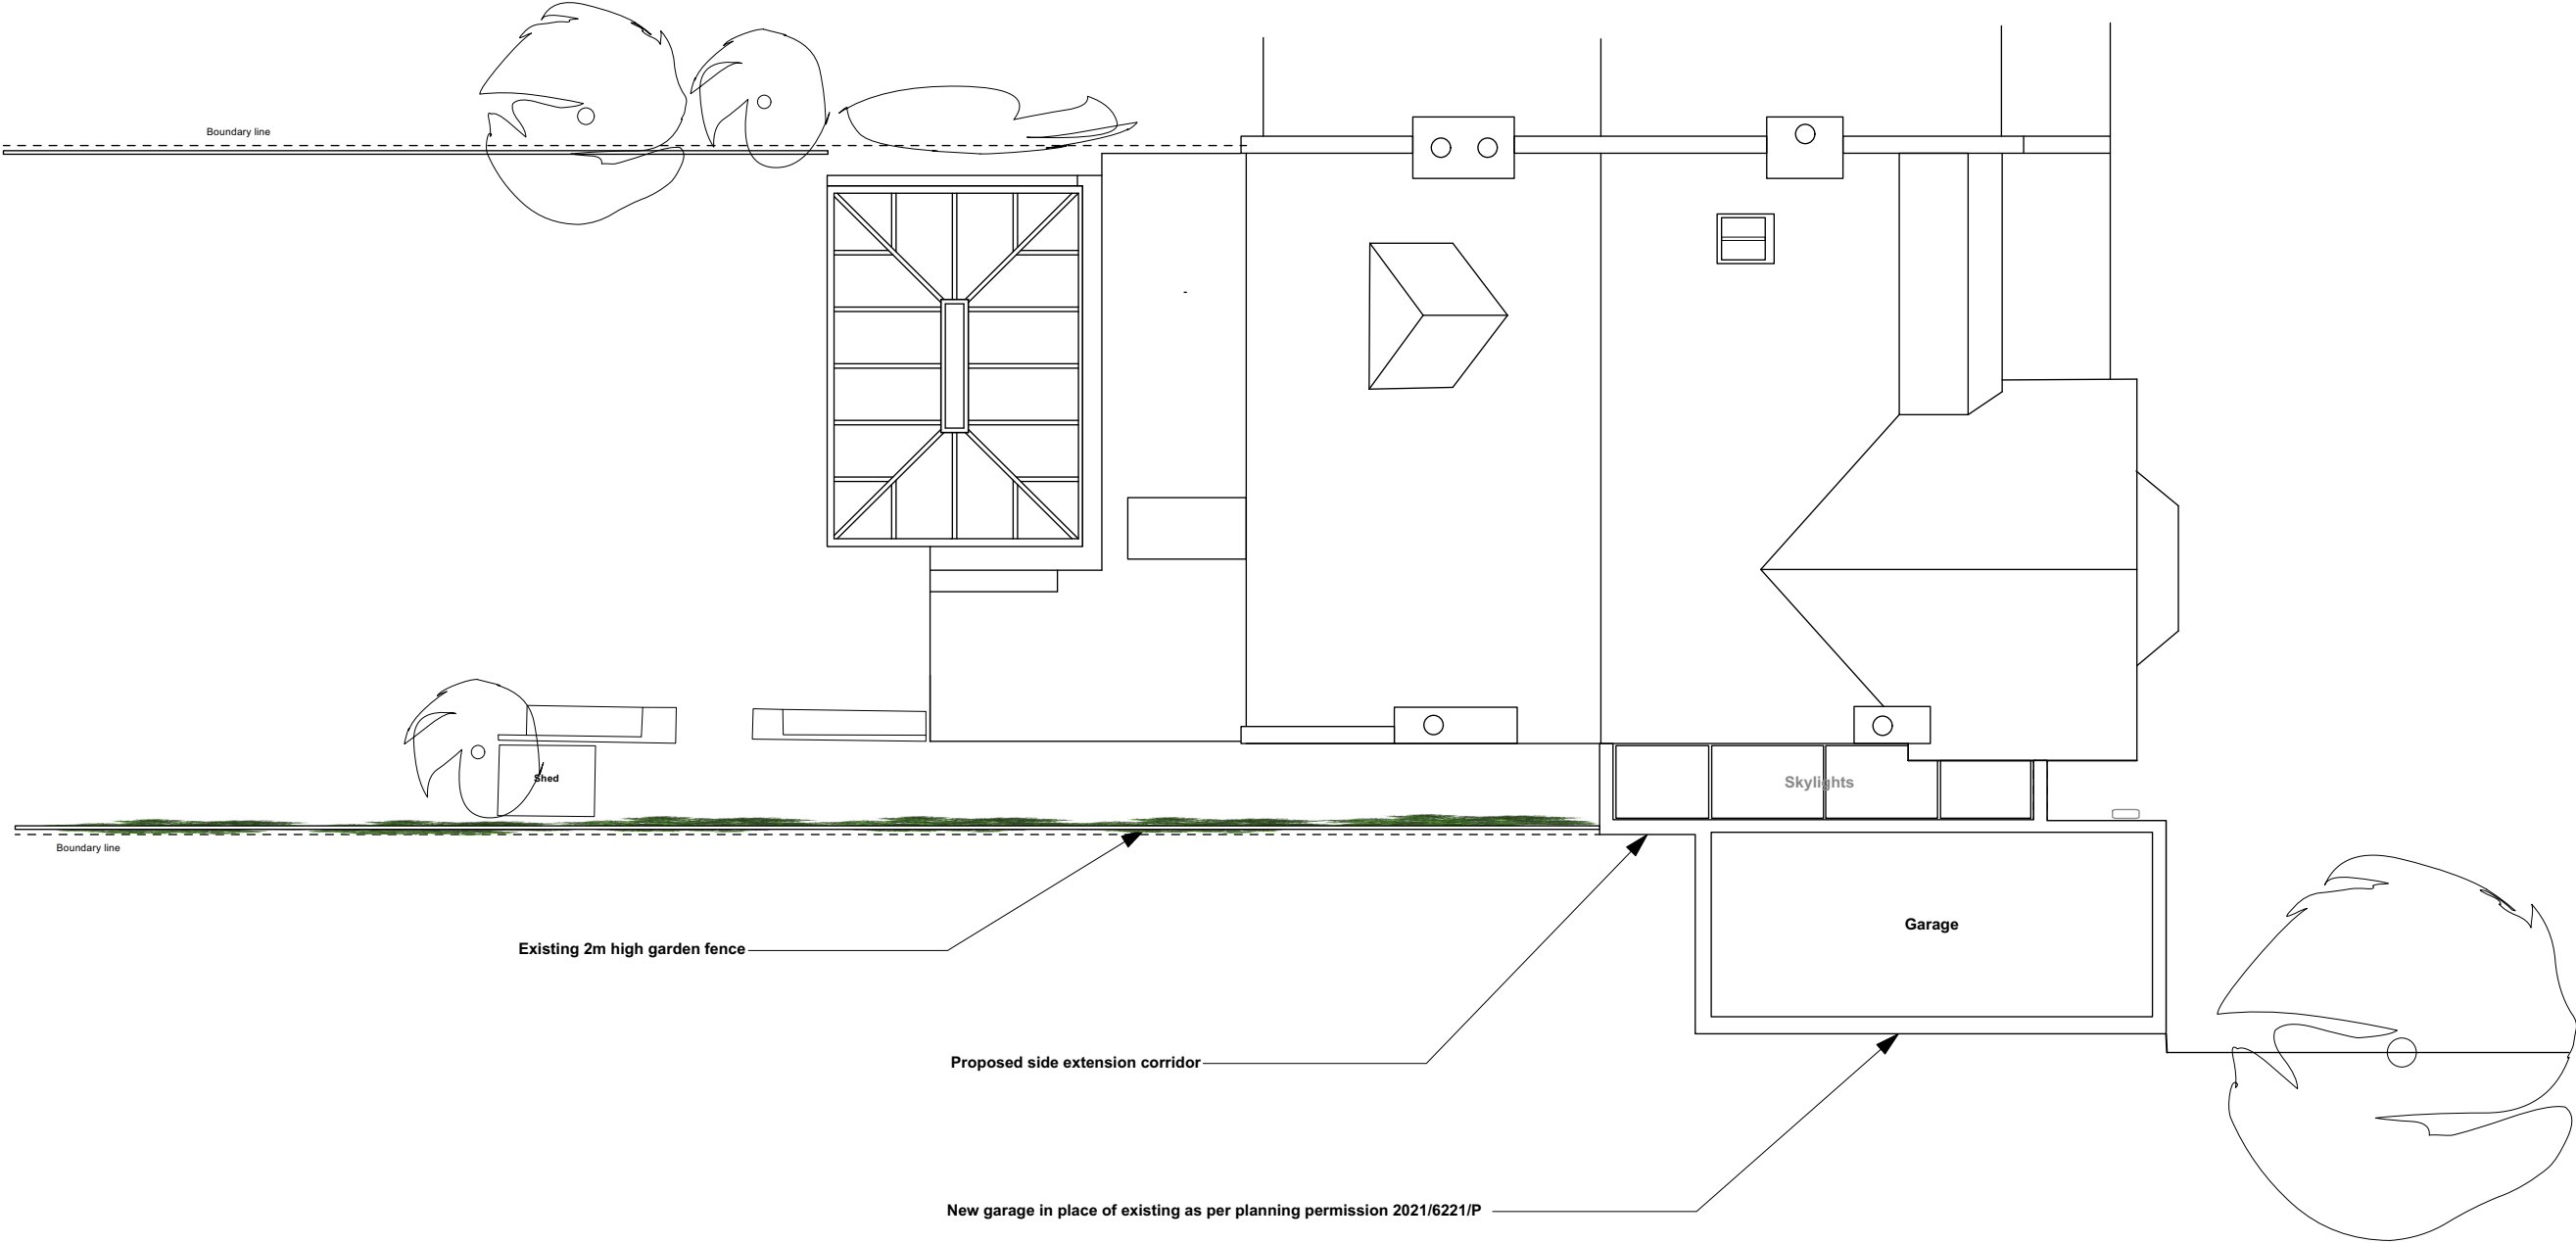 Boundary line
Shed
Skylights
Boundary line
Garage
Existing 2m high garden fence
Proposed side extension corridor
New garage in place of existing as per planning permission 2021/6221/P